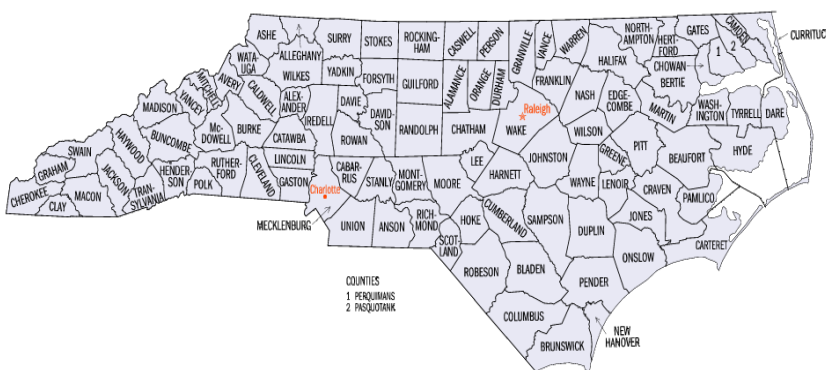 ASHE
ALLEGHANY
SURRY
STOKES
ROCKING-
HAM
CASWELL
PERSON
GRANVILLE
VANCE
WARREN
NORTH-
AMPTON
HERT-
FORD
GATES
CAMDEN
CURRITUC
WATA-
UGA
WILKES
YADKIN
FORSYTH
GUILFORD
ALAMANCE
ORANGE
DURHAM
FRANKLIN
HALIFAX
CHOWAN
BERTIE
1
2
MITCHELL
AVERY
CALDWELL
ALEX-
ANDER
IREDELL
DAVIE
DAVID-
SON
NASH
EDGE-
COMBE
MARTIN
WASH-
INGTON
TYRRELL
DARE
MADISON
YANCEY
Mc-
DOWELL
BURKE
CATAWBA
ROWAN
RANDOLPH
CHATHAM
Raleigh
WAKE
WILSON
PITT
BEAUFORT
HYDE
SWAIN
HAYWOOD
BUNCOMBE
RUTHER-
FORD
CLEVELAND
LINCOLN
GASTON
CABAR-
RUS
STANLY
MONT-
GOMERY
MOORE
LEE
HARNETT
JOHNSTON
GREENE
WAYNE
LENOIR
CRAVEN
PAMLICO
GRAHAM
CHEROKEE
CLAY
MACON
JACKSON
TRAN-
SYLVANIA
HENDER-
SON
POLK
Charlotte
MECKLENBURG
UNION
ANSON
RICH-
MOND
SCOT-
LAND
HOKE
CUMBERLAND
SAMPSON
DUPLIN
JONES
CARTERET
ONSLOW
ROBESON
BLADEN
PENDER
COUNTIES
1 PERQUIMANS
2 PASQUOTANK
COLUMBUS
NEW
HANOVER
BRUNSWICK